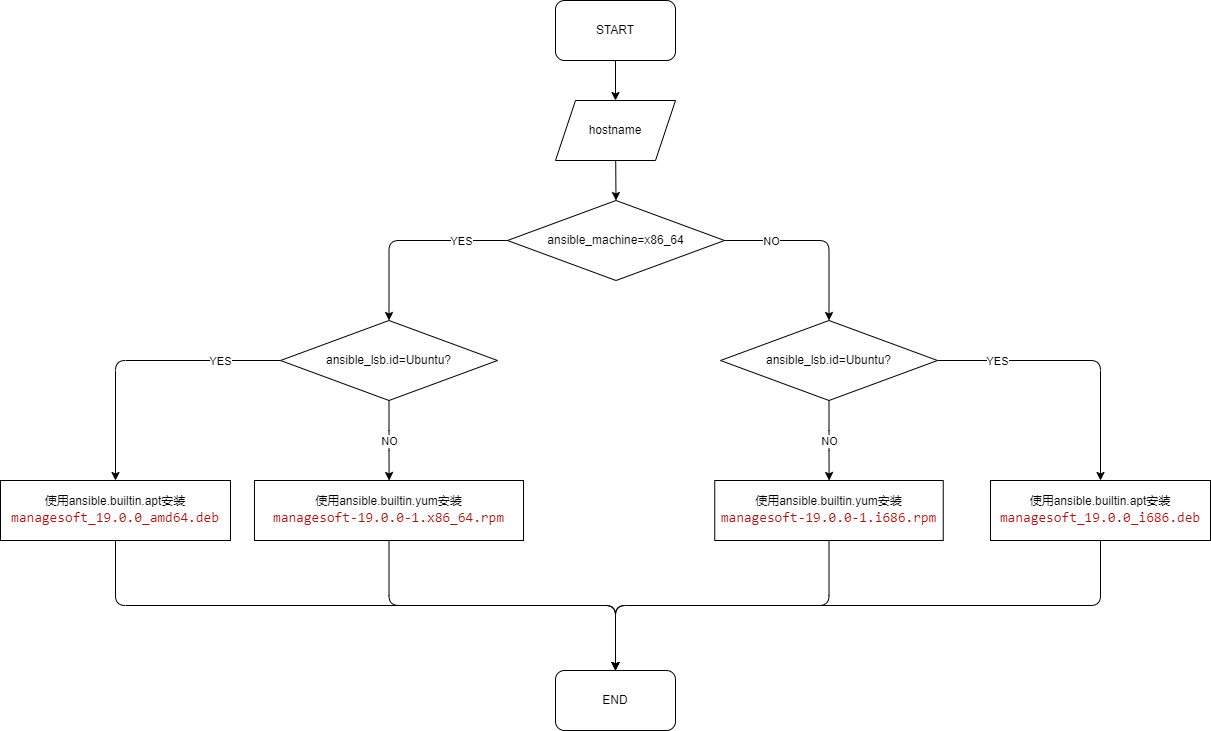 START
hostname
ansible_machine=x86_64
YES
NO
ansible_lsb.id=Ubuntu?
ansible_lsb.id=Ubuntu?
YES
YES
NO
NO
使用ansible.builtin.apt安装
managesoft_19.0.0_amd64.deb
使用ansible.builtin.yum安装
managesoft-19.0.0-1.x86_64.rpm
使用ansible.builtin.yum安装
managesoft-19.0.0-1.i686.rpm
使用ansible.builtin.apt安装
managesoft_19.0.0_i686.deb
END